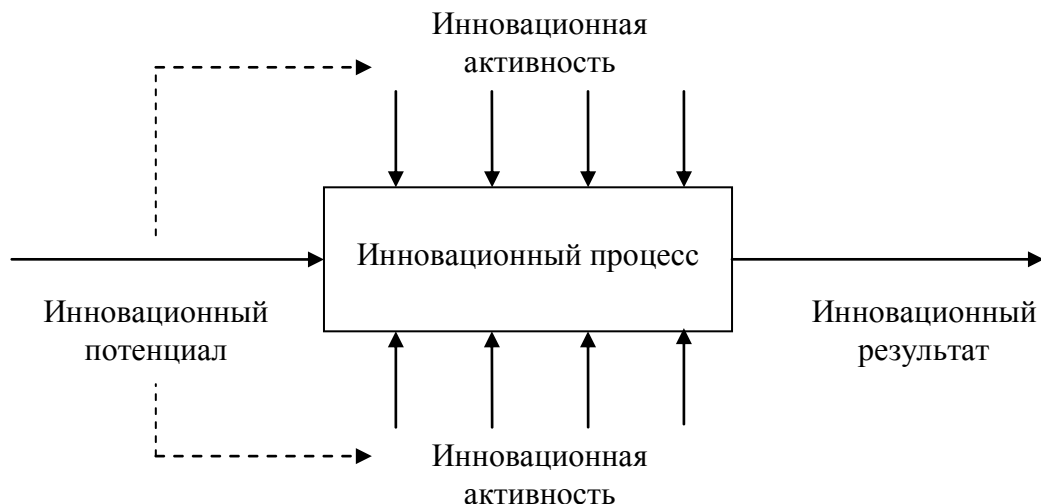 Инновационная
активность
Инновационный процесс
Инновационный
потенциал
Инновационный
результат
Инновационная
активность